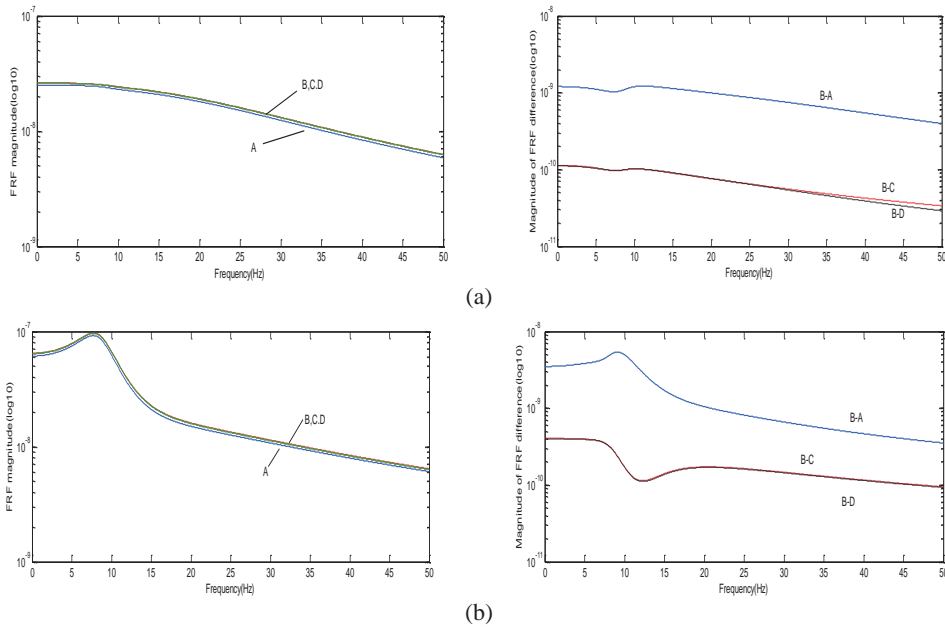 10^-7
10^-8
10^-9
FRF magnitude(log10)
B,C.D
A
0 5 10 15 20 25 30 35 40 45 50
Frequency(Hz)
10^-8
10^-9
10^-10
10^-11
Magnitude of FRF difference(log10)
B-A
B-C
B-D
0 5 10 15 20 25 30 35 40 45 50
Frequency(Hz)
(a)
10^-7
10^-8
10^-9
FRF magnitude(log10)
B,C.D
A
0 5 10 15 20 25 30 35 40 45 50
Frequency(Hz)
10^-8
10^-9
10^-10
10^-11
Magnitude of FRF difference(log10)
B-A
B-C
B-D
0 5 10 15 20 25 30 35 40 45 50
Frequency(Hz)
(b)